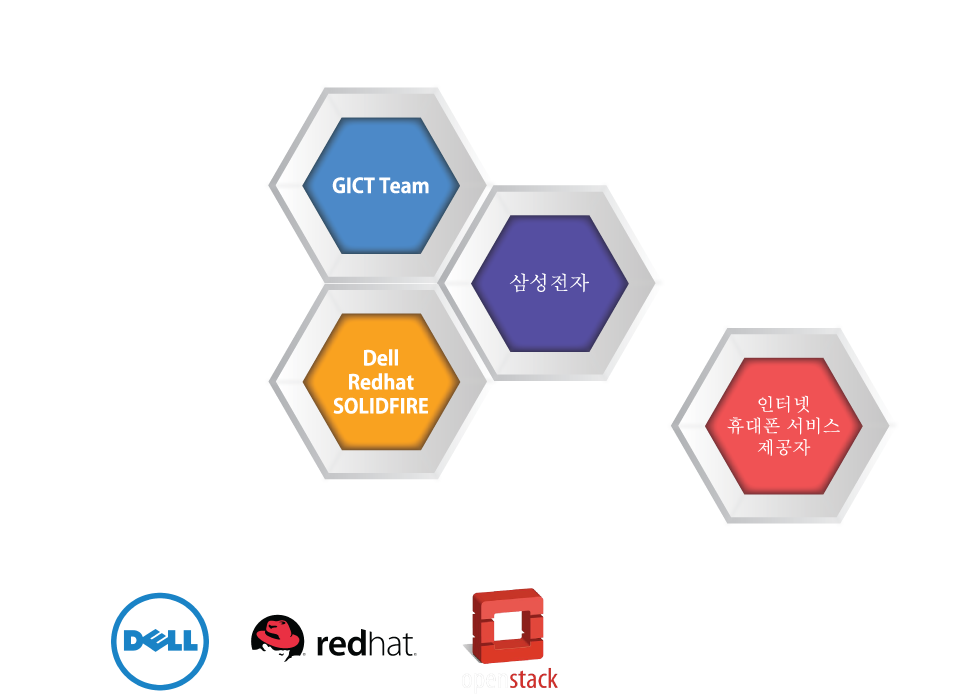 GICT Team
삼성전자
Dell
Redhat
SOLIDFIRE
인터넷
휴대폰 서비스
제공자
DELL
redhat.
openstack